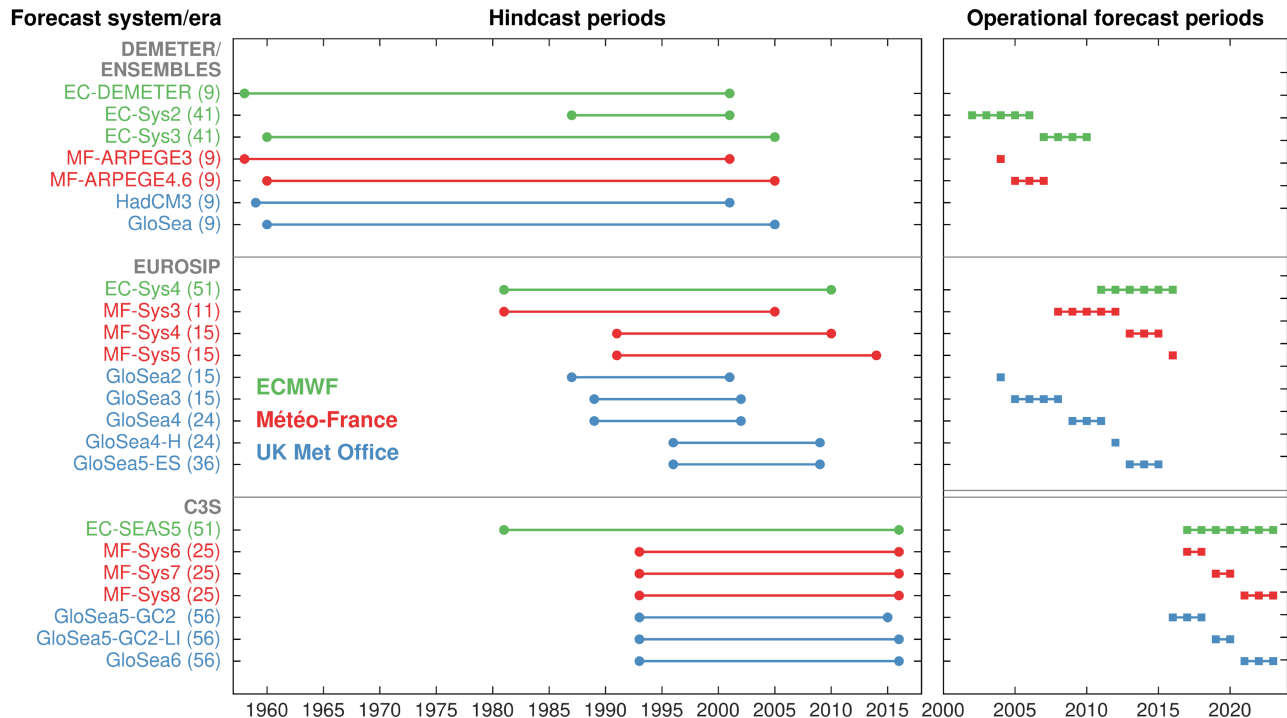 Forecast system/era
Hindcast periods
Operational forecast periods
DEMETER/
ENSEMBLES
EC-DEMETER (9)
EC-Sys2 (41)
EC-Sys3 (41)
MF-ARPEGE3 (9)
MF-ARPEGE4.6 (9)
HadCM3 (9)
GloSea (9)
EUROSIP
EC-Sys4 (51)
MF-Sys3 (11)
MF-Sys4 (15)
MF-Sys5 (15)
GloSea2 (15)
GloSea3 (15)
GloSea4 (24)
GloSea4-H (24)
GloSea5-ES (36)
ECMWF
Météo-France
UK Met Office
C3S
EC-SEAS5 (51)
MF-Sys6 (25)
MF-Sys7 (25)
MF-Sys8 (25)
GloSea5-GC2 (56)
GloSea5-GC2-LI (56)
GloSea6 (56)
1960 1965 1970 1975 1980 1985 1990 1995 2000 2005 2010 2015
2000 2005 2010 2015 2020